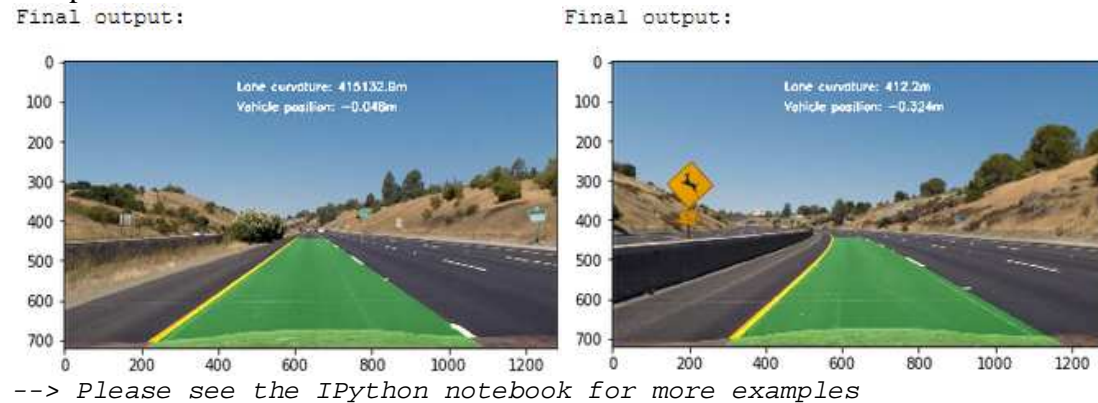 Final output:
Final output:
0
100
200
300
400
500
600
700
0 200 400 600 800 1000 1200
Lane curvature: 415132.8m
Vehicle position: -0.048m
0
100
200
300
400
500
600
700
0 200 400 600 800 1000 1200
Lane curvature: 412.2m
Vehicle position: -0.324m
--> Please see the IPython notebook for more examples